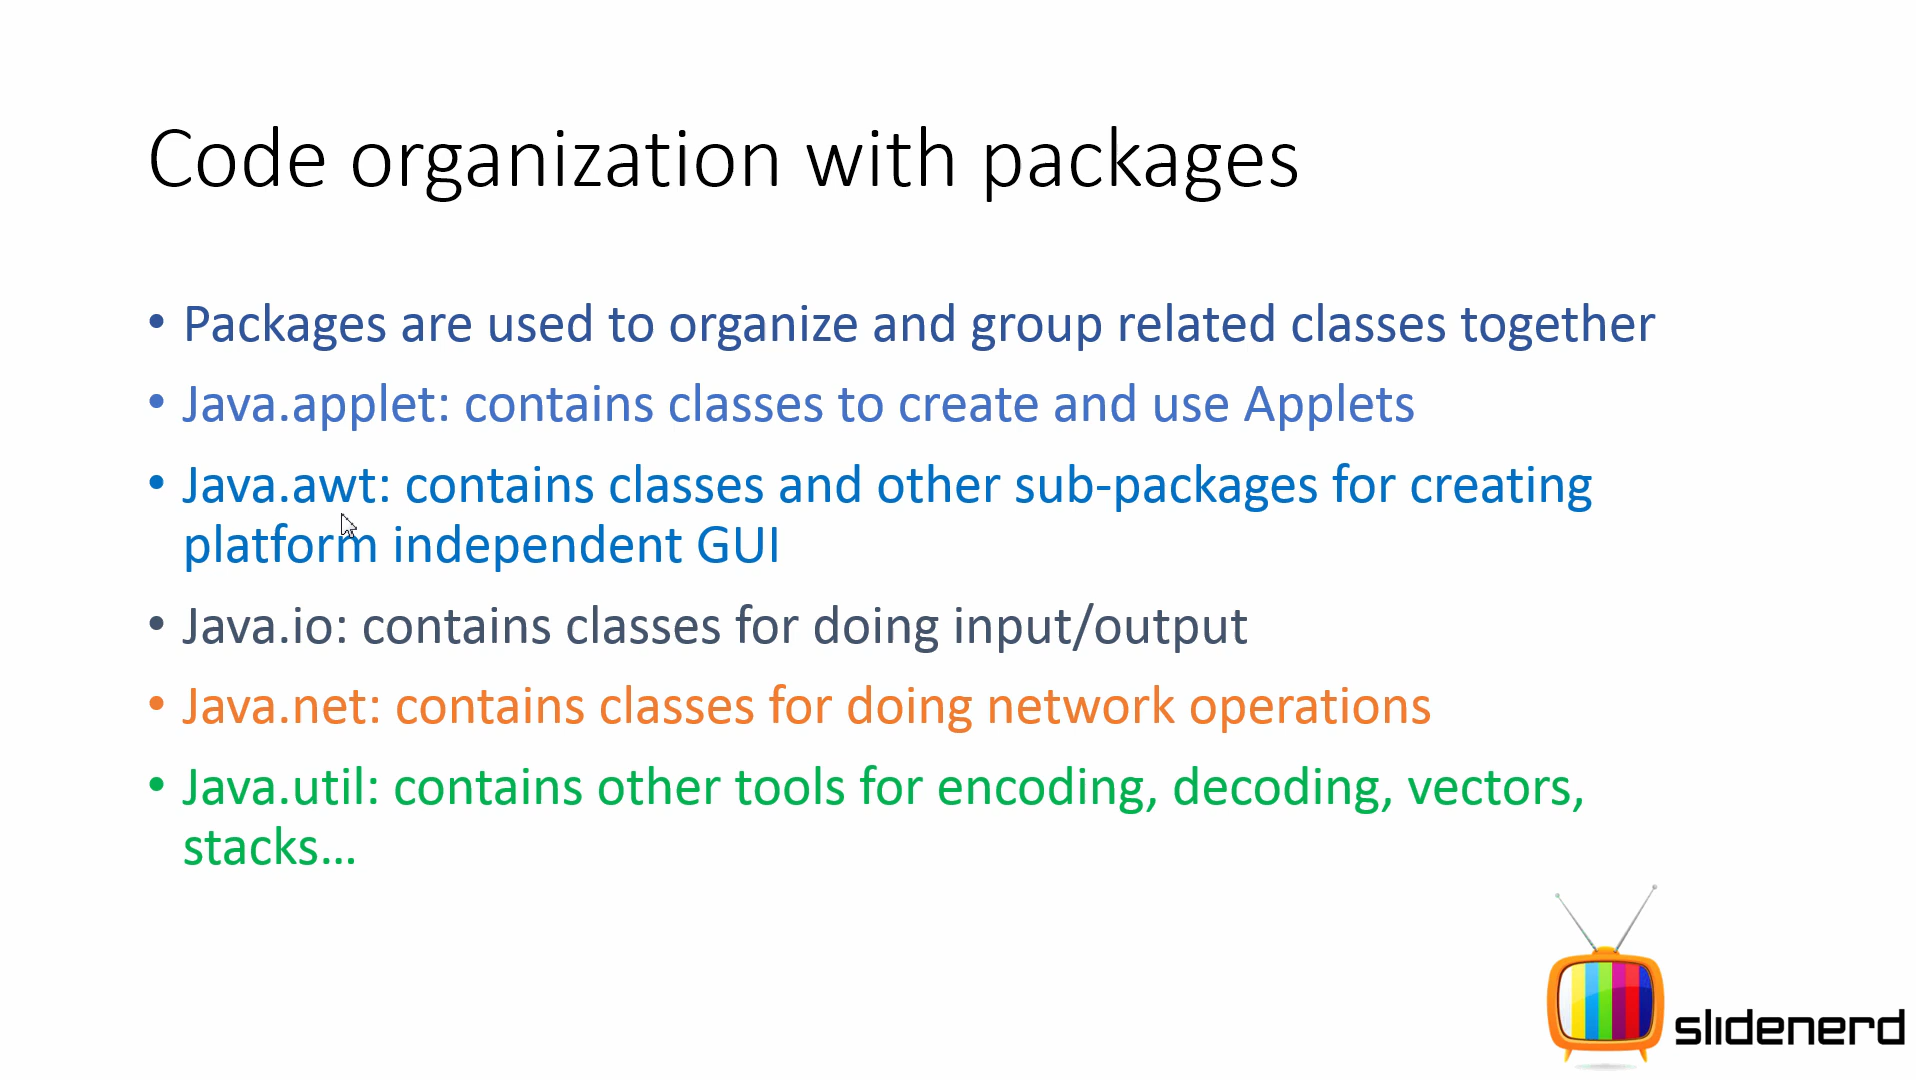 Code organization with packages
• Packages are used to organize and group related classes together
• Java.applet: contains classes to create and use Applets
• Java.awt: contains classes and other sub-packages for creating
platform independent GUI
• Java.io: contains classes for doing input/output
• Java.net: contains classes for doing network operations
• Java.util: contains other tools for encoding, decoding, vectors,
stacks…
slidenerd